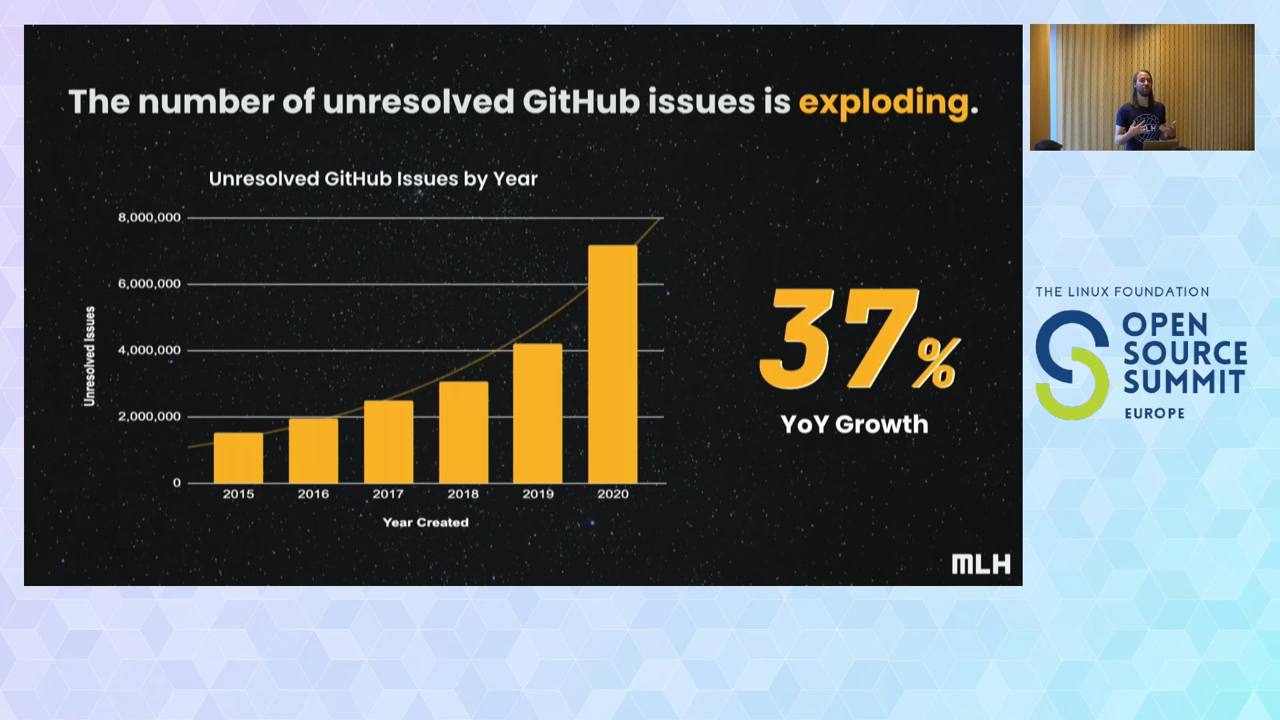 The number of unresolved GitHub issues is exploding.
Unresolved GitHub Issues by Year
8,000,000
6,000,000
4,000,000
2,000,000
0
Unresolved Issues
2015 2016 2017 2018 2019 2020
Year Created
37%
YoY Growth
MLH
MLH
THE LINUX FOUNDATION
OPEN
SOURCE
SUMMIT
EUROPE